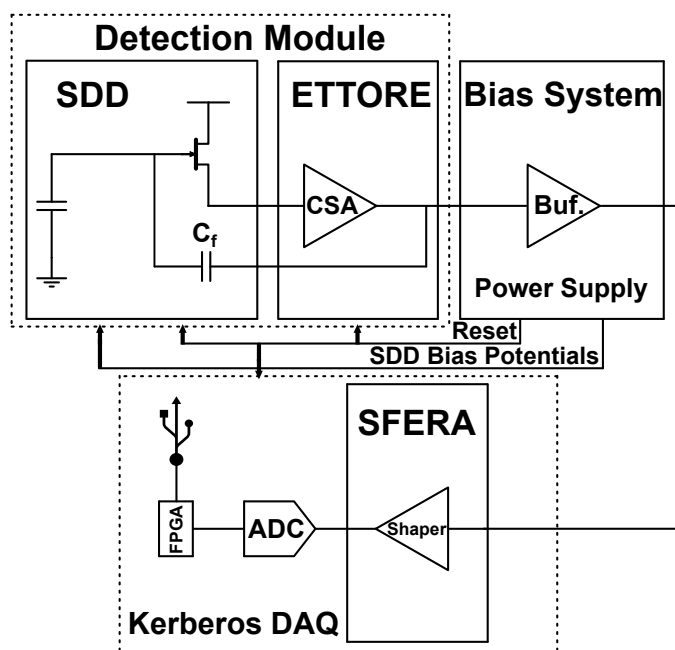 Detection Module
SDD
ETTORE
Bias System
CSA
Buf.
Cf
Power Supply
Reset
SDD Bias Potentials
SFERA
FPGA
ADC
Shaper
Kerberos DAQ